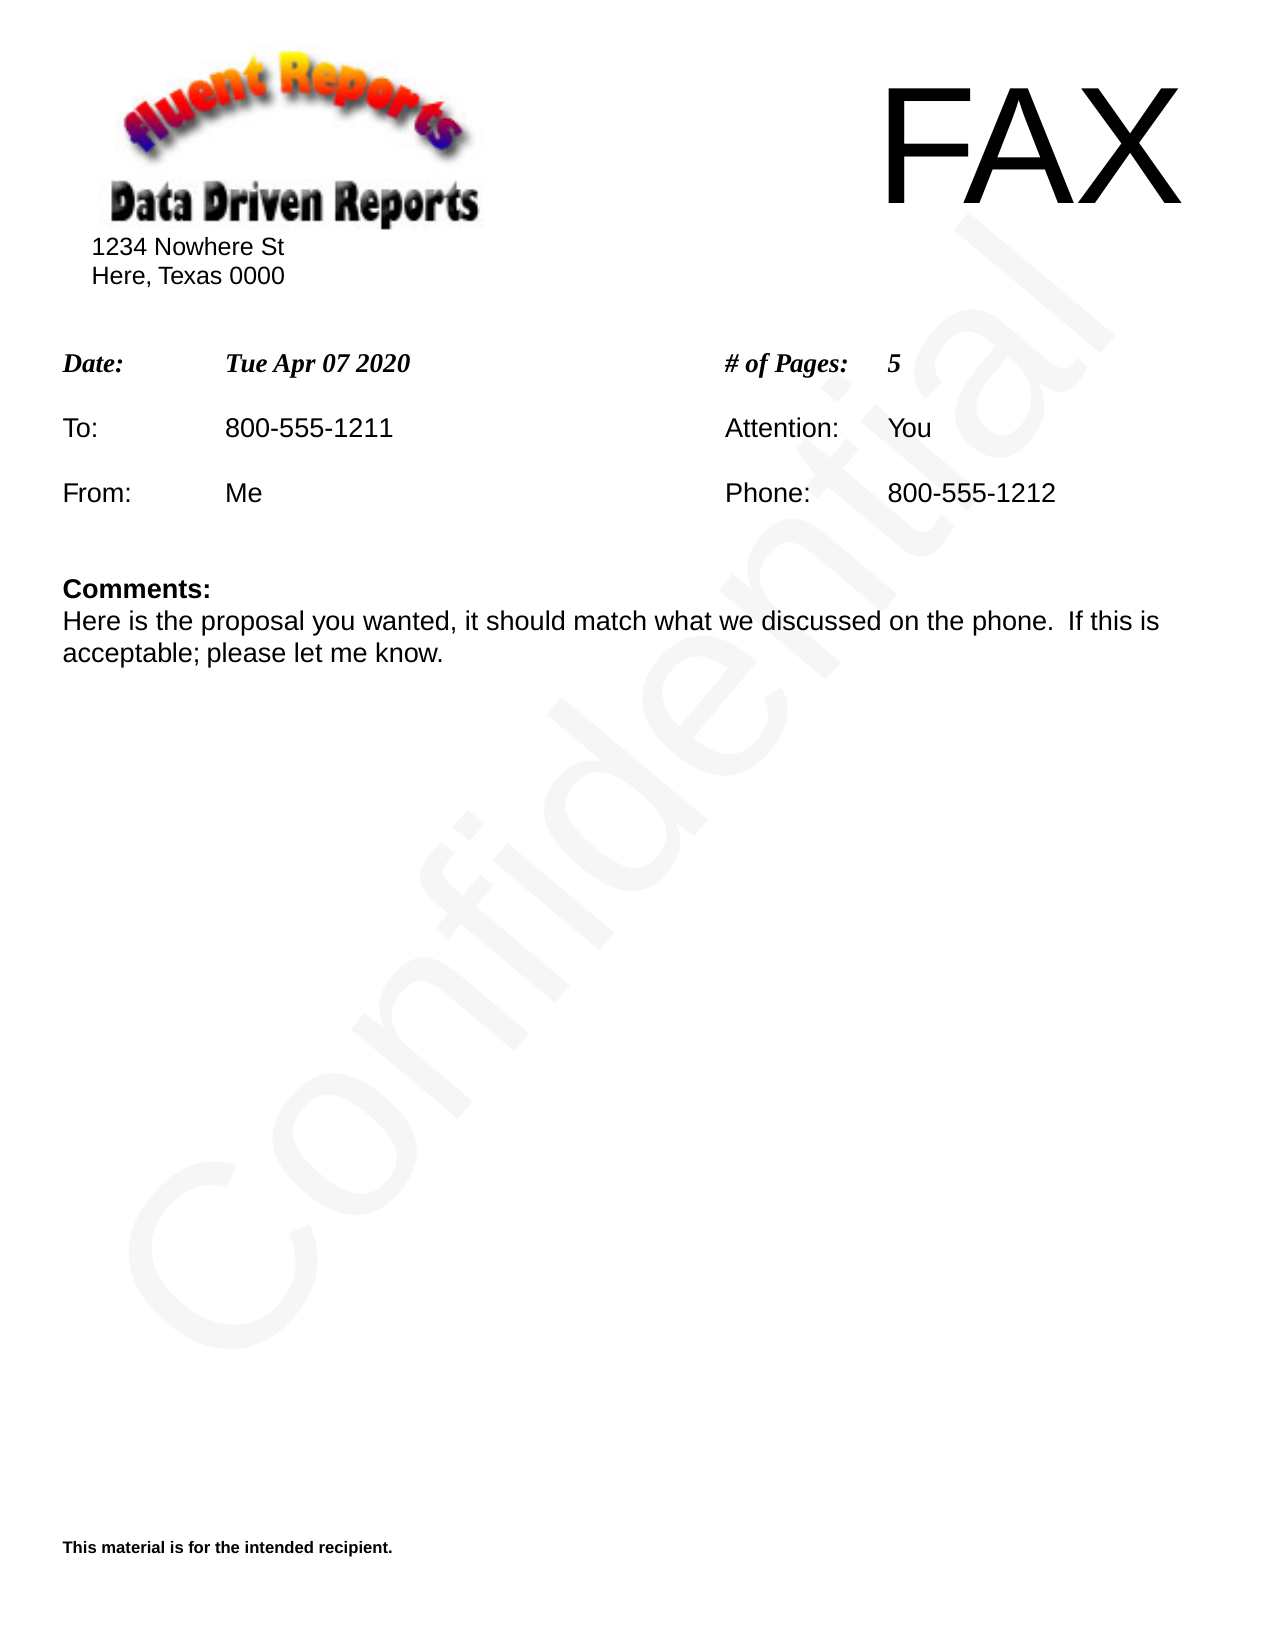 fluent Reports
FAX
Data Driven Reports
1234 Nowhere St
Here, Texas 0000
Date: Tue Apr 07 2020 # of Pages: 5
To: 800-555-1211 Attention: You
From: Me Phone: 800-555-1212
Comments:
Here is the proposal you wanted, it should match what we discussed on the phone.  If this is
acceptable; please let me know.
Confidential
This material is for the intended recipient.